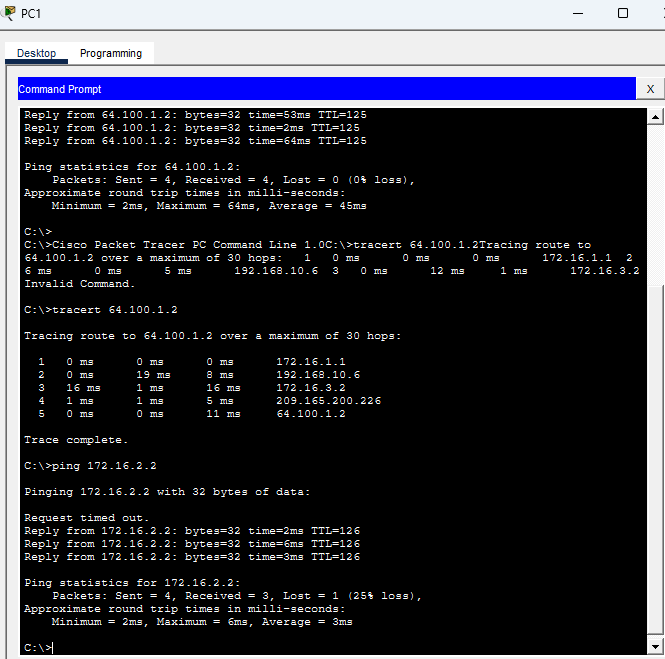 PC1
Desktop Programming
Command Prompt X
Reply from 64.100.1.2: bytes=32 time=53ms TTL=125
Reply from 64.100.1.2: bytes=32 time=2ms TTL=125
Reply from 64.100.1.2: bytes=32 time=64ms TTL=125
Ping statistics for 64.100.1.2:
Packets: Sent = 4, Received = 4, Lost = 0 (0% loss),
Approximate round trip times in milli-seconds:
Minimum = 2ms, Maximum = 64ms, Average = 45ms
C:\>
C:\>Cisco Packet Tracer PC Command Line 1.0C:\>tracert 64.100.1.2Tracing route to
64.100.1.2 over a maximum of 30 hops: 1 0 ms 0 ms 0 ms 172.16.1.1 2
6 ms 0 ms 5 ms 192.168.10.6 3 0 ms 12 ms 1 ms 172.16.3.2
Invalid Command.
C:\>tracert 64.100.1.2
Tracing route to 64.100.1.2 over a maximum of 30 hops:
1 0 ms 0 ms 0 ms 172.16.1.1
2 0 ms 19 ms 8 ms 192.168.10.6
3 16 ms 1 ms 16 ms 172.16.3.2
4 1 ms 1 ms 5 ms 209.165.200.226
5 0 ms 0 ms 11 ms 64.100.1.2
Trace complete.
C:\>ping 172.16.2.2
Pinging 172.16.2.2 with 32 bytes of data:
Request timed out.
Reply from 172.16.2.2: bytes=32 time=2ms TTL=126
Reply from 172.16.2.2: bytes=32 time=6ms TTL=126
Reply from 172.16.2.2: bytes=32 time=3ms TTL=126
Ping statistics for 172.16.2.2:
Packets: Sent = 4, Received = 3, Lost = 1 (25% loss),
Approximate round trip times in milli-seconds:
Minimum = 2ms, Maximum = 6ms, Average = 3ms
C:\>